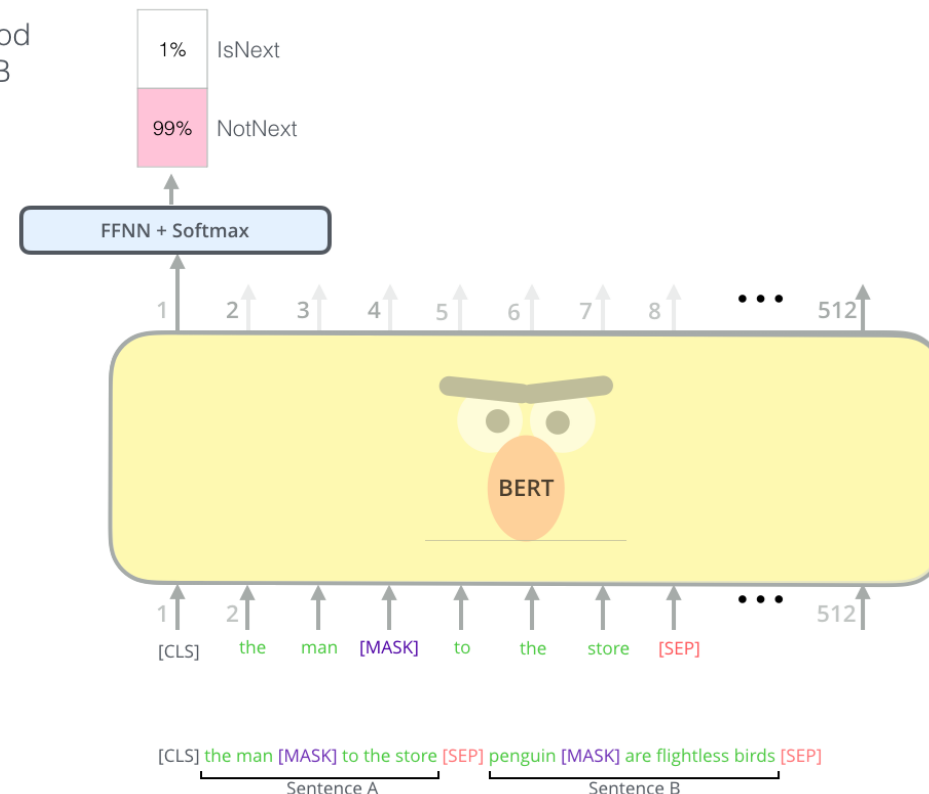 od
B
1% IsNext
99% NotNext
FFNN + Softmax
1 2 3 4 5 6 7 8 ••• 512
BERT
1 2 ••• 512
[CLS] the man [MASK] to the store [SEP]
[CLS] the man [MASK] to the store [SEP] penguin [MASK] are flightless birds [SEP]
Sentence A Sentence B